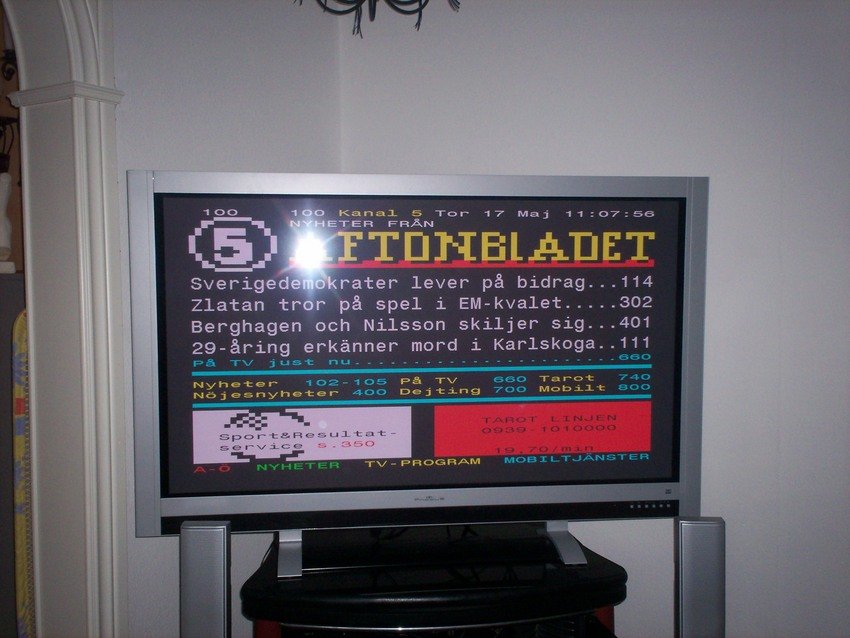 100 100 Kanal 5 Tor 17 Maj 11:07:56
NYHETER FRÅN
5 AFTONBLADET
Sverigedemokrater lever på bidrag...114
Zlatan tror på spel i EM-kvalet.....302
Berghagen och Nilsson skiljer sig...401
29-åring erkänner mord i Karlskoga..111
På TV just nu.......................660
Nyheter 102-105 På TV 660 Tarot 740
Nöjesnyheter 400 Dejting 700 Mobilt 800
Sport&Resultat-
service s.350
TAROT LINJEN
0939-1010000
19.70/min
A-Ö NYHETER TV-PROGRAM MOBILTJÄNSTER